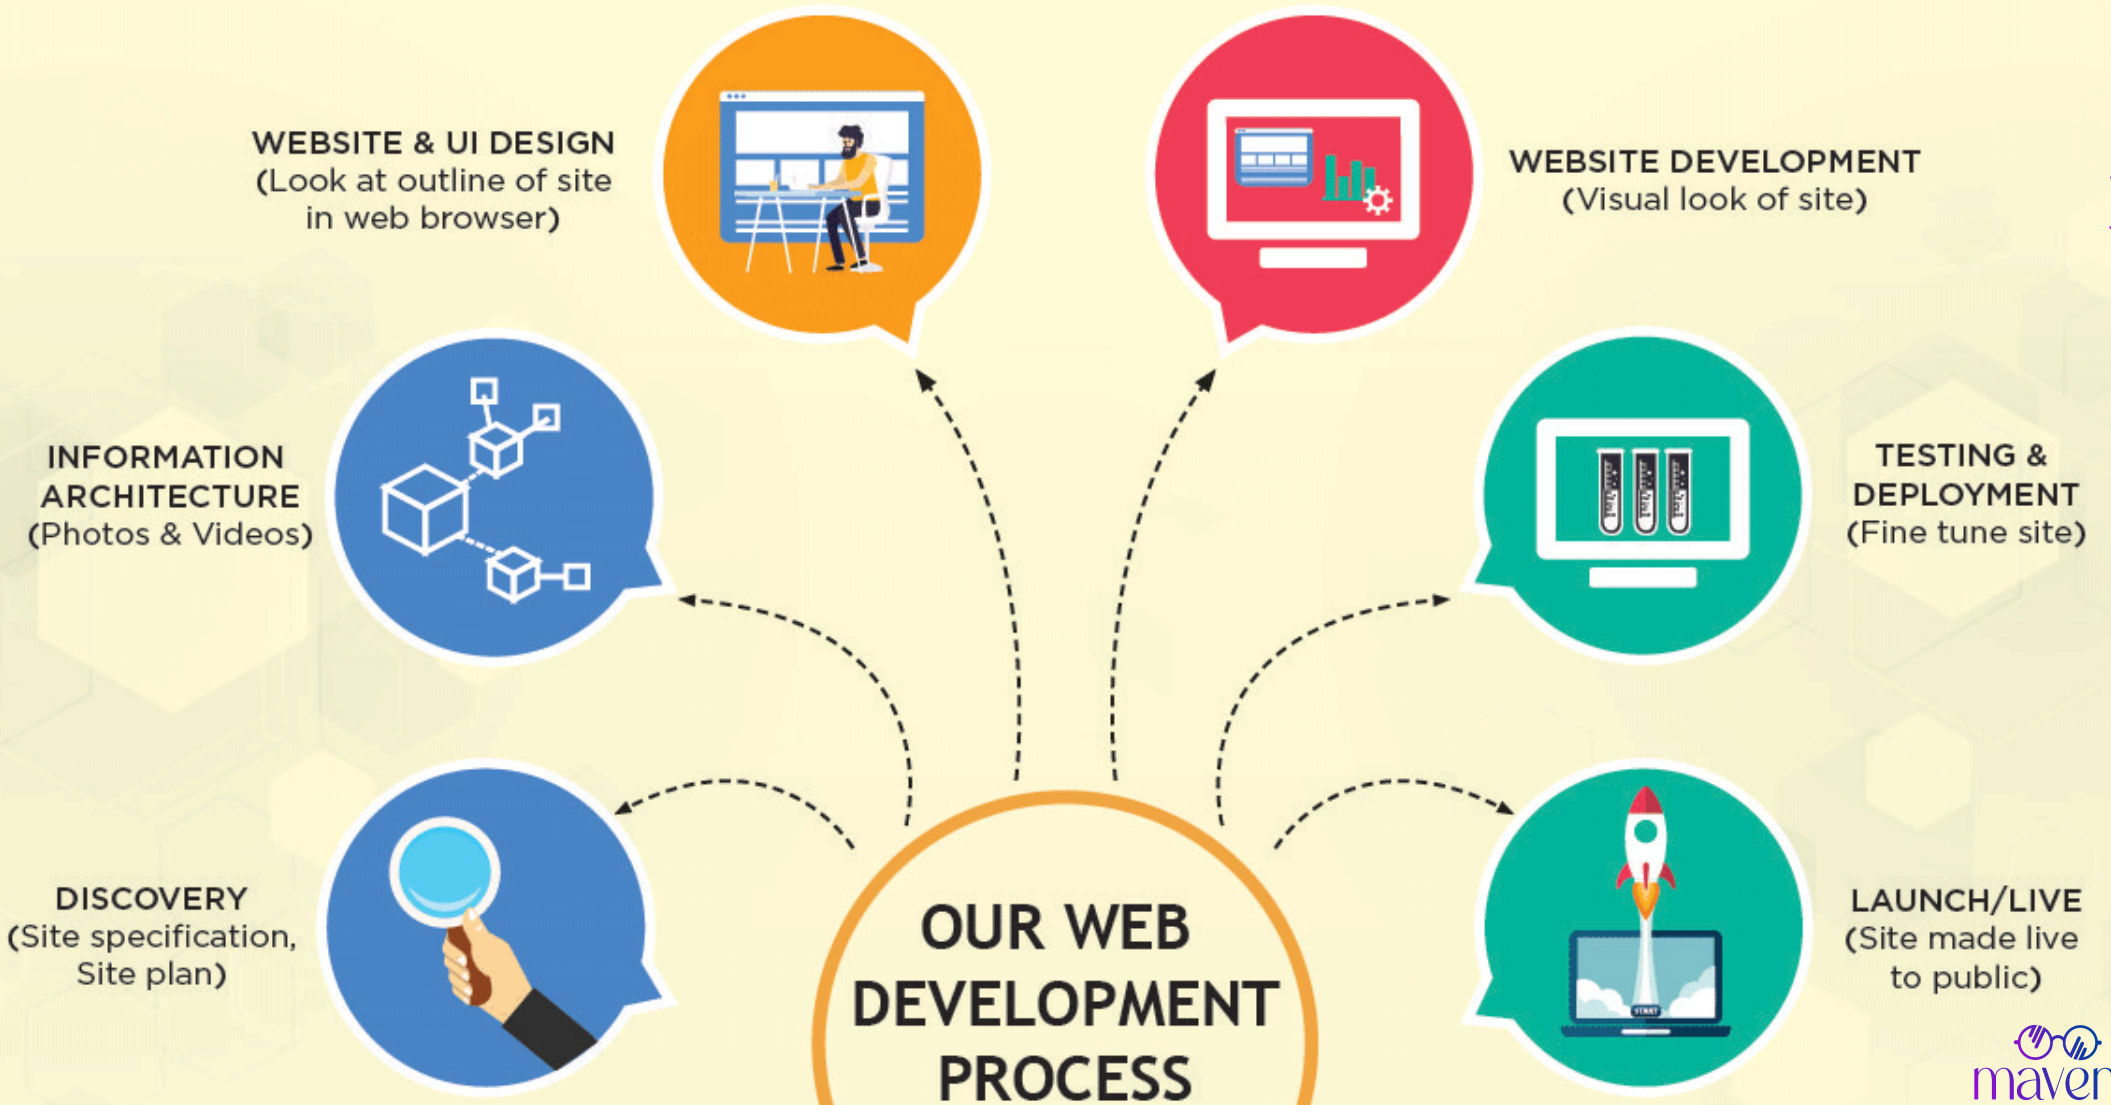 WEBSITE & UI DESIGN
(Look at outline of site
in web browser)
WEBSITE DEVELOPMENT
(Visual look of site)
INFORMATION
ARCHITECTURE
(Photos & Videos)
TESTING &
DEPLOYMENT
(Fine tune site)
DISCOVERY
(Site specification,
Site plan)
OUR WEB
DEVELOPMENT
PROCESS
LAUNCH/LIVE
(Site made live
to public)
START
maven